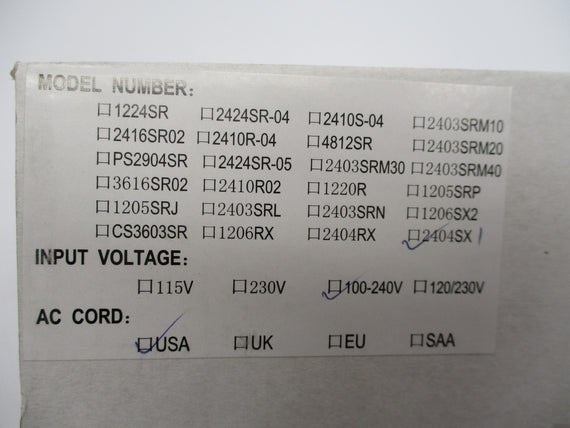 MODEL NUMBER:
□1224SR □2424SR-04 □2410S-04 □2403SRM10
□2416SR02 □2410R-04 □4812SR □2403SRM20
□PS2904SR □2424SR-05 □2403SRM30 □2403SRM40
□3616SR02 □2410R02 □1220R □1205SRP
□1205SRJ □2403SRL □2403SRN □1206SX2
□CS3603SR □1206RX □2404RX ☑2404SX 1
INPUT VOLTAGE:
□115V □230V ☑100-240V □120/230V
AC CORD:
☑USA □UK □EU □SAA